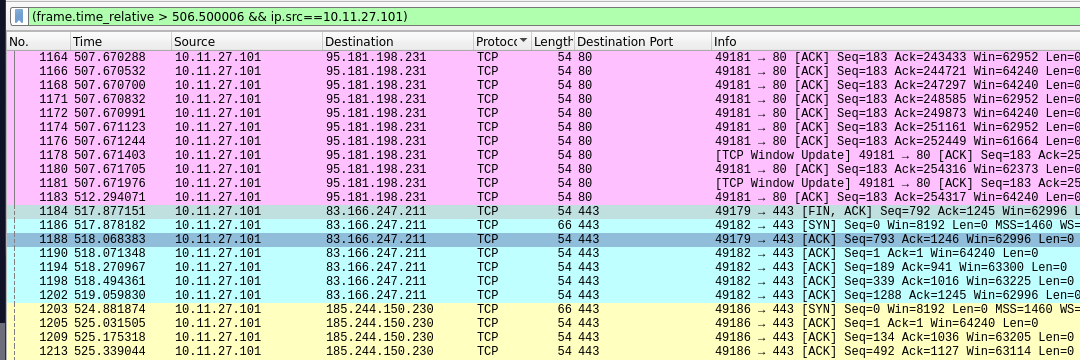 (frame.time_relative > 506.500006 && ip.src==10.11.27.101)
No. Time Source Destination Protoc Length Destination Port Info
1164 507.670288 10.11.27.101 95.181.198.231 TCP 54 80 49181 → 80 [ACK] Seq=183 Ack=243433 Win=62952 Len=0
1166 507.670532 10.11.27.101 95.181.198.231 TCP 54 80 49181 → 80 [ACK] Seq=183 Ack=244721 Win=64240 Len=0
1168 507.670700 10.11.27.101 95.181.198.231 TCP 54 80 49181 → 80 [ACK] Seq=183 Ack=247297 Win=64240 Len=0
1171 507.670832 10.11.27.101 95.181.198.231 TCP 54 80 49181 → 80 [ACK] Seq=183 Ack=248585 Win=62952 Len=0
1172 507.670991 10.11.27.101 95.181.198.231 TCP 54 80 49181 → 80 [ACK] Seq=183 Ack=249873 Win=64240 Len=0
1174 507.671123 10.11.27.101 95.181.198.231 TCP 54 80 49181 → 80 [ACK] Seq=183 Ack=251161 Win=62952 Len=0
1176 507.671244 10.11.27.101 95.181.198.231 TCP 54 80 49181 → 80 [ACK] Seq=183 Ack=252449 Win=61664 Len=0
1178 507.671403 10.11.27.101 95.181.198.231 TCP 54 80 [TCP Window Update] 49181 → 80 [ACK] Seq=183 Ack=25
1180 507.671705 10.11.27.101 95.181.198.231 TCP 54 80 49181 → 80 [ACK] Seq=183 Ack=254316 Win=62373 Len=0
1181 507.671976 10.11.27.101 95.181.198.231 TCP 54 80 [TCP Window Update] 49181 → 80 [ACK] Seq=183 Ack=25
1183 512.294071 10.11.27.101 95.181.198.231 TCP 54 80 49181 → 80 [ACK] Seq=183 Ack=254317 Win=64240 Len=0
1184 517.877151 10.11.27.101 83.166.247.211 TCP 54 443 49179 → 443 [FIN, ACK] Seq=792 Ack=1245 Win=62996 L
1186 517.878182 10.11.27.101 83.166.247.211 TCP 66 443 49182 → 443 [SYN] Seq=0 Win=8192 Len=0 MSS=1460 WS=
1188 518.068383 10.11.27.101 83.166.247.211 TCP 54 443 49179 → 443 [ACK] Seq=793 Ack=1246 Win=62996 Len=0
1190 518.071348 10.11.27.101 83.166.247.211 TCP 54 443 49182 → 443 [ACK] Seq=1 Ack=1 Win=64240 Len=0
1194 518.270967 10.11.27.101 83.166.247.211 TCP 54 443 49182 → 443 [ACK] Seq=189 Ack=941 Win=63300 Len=0
1198 518.494361 10.11.27.101 83.166.247.211 TCP 54 443 49182 → 443 [ACK] Seq=339 Ack=1016 Win=63225 Len=0
1202 519.059830 10.11.27.101 83.166.247.211 TCP 54 443 49182 → 443 [ACK] Seq=1288 Ack=1245 Win=62996 Len=0
1203 524.881874 10.11.27.101 185.244.150.230 TCP 66 443 49186 → 443 [SYN] Seq=0 Win=8192 Len=0 MSS=1460 WS=
1205 525.031505 10.11.27.101 185.244.150.230 TCP 54 443 49186 → 443 [ACK] Seq=1 Ack=1 Win=64240 Len=0
1209 525.175318 10.11.27.101 185.244.150.230 TCP 54 443 49186 → 443 [ACK] Seq=134 Ack=1036 Win=63205 Len=0
1213 525.339044 10.11.27.101 185.244.150.230 TCP 54 443 49186 → 443 [ACK] Seq=492 Ack=1127 Win=63114 Len=0